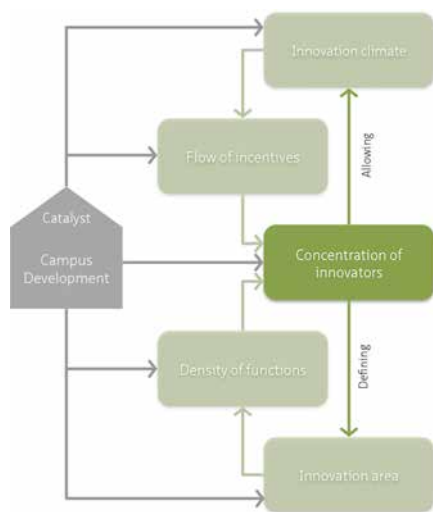 Innovation climate
Flow of incentives
Allowing
Catalyst
Campus
Development
Concentration of
innovators
Density of functions
Defining
Innovation area